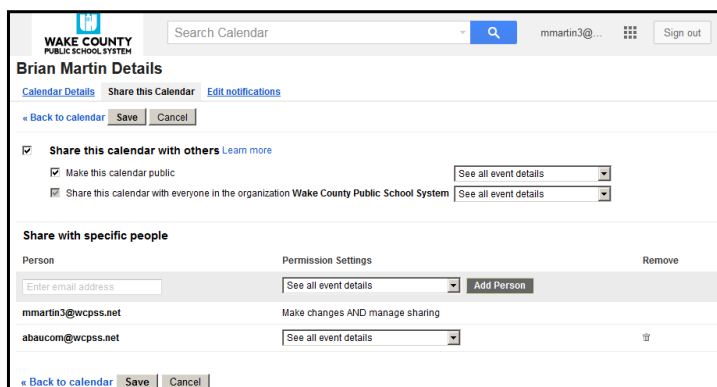 WAKE COUNTY
PUBLIC SCHOOL SYSTEM
Search Calendar
mmartin3@...
Sign out
Brian Martin Details
Calendar Details Share this Calendar Edit notifications
« Back to calendar Save Cancel
Share this calendar with others Learn more
Make this calendar public See all event details
Share this calendar with everyone in the organization Wake County Public School System See all event details
Share with specific people
Person Permission Settings Remove
Enter email address See all event details Add Person
mmartin3@wcpss.net Make changes AND manage sharing
abaucom@wcpss.net See all event details
« Back to calendar Save Cancel